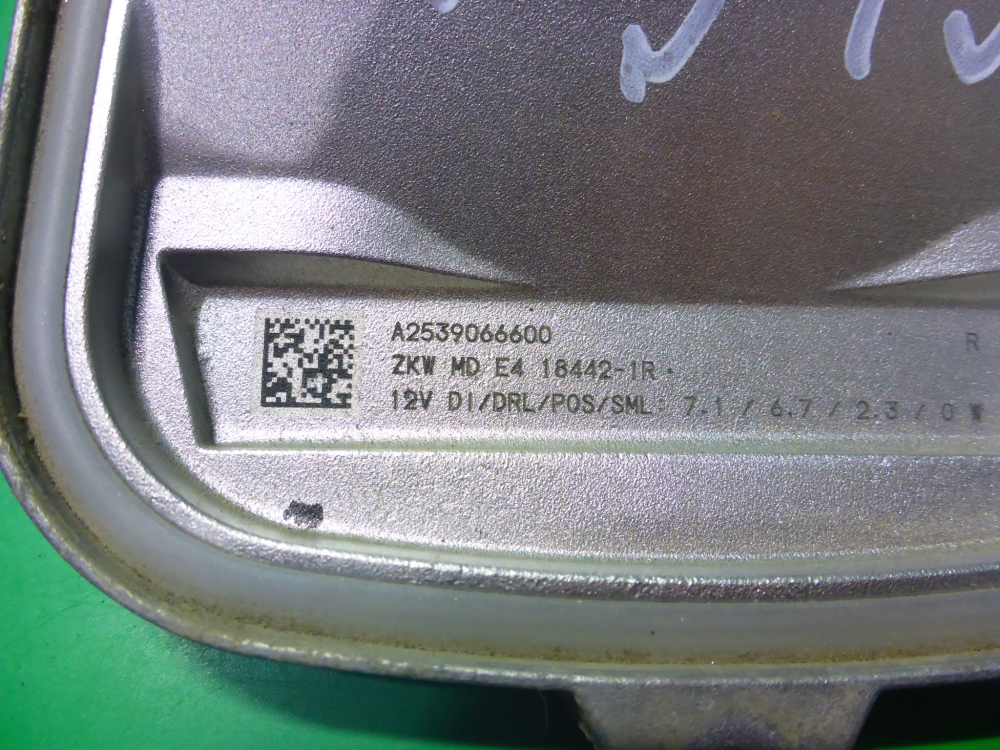 A2539066600
R
ZKW MD E4 18442-1R
12V DI/DRL/POS/SML: 7.1 / 6.7 / 2.3 / 0 W